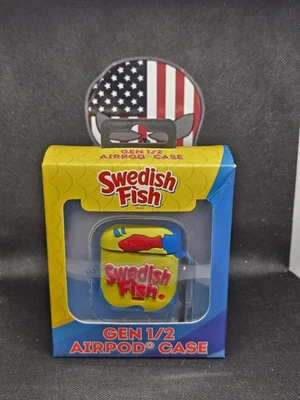 GEN 1/2
AIRPOD® CASE
Swedish
Fish
Swedish
Fish
GEN 1/2
AIRPOD® CASE